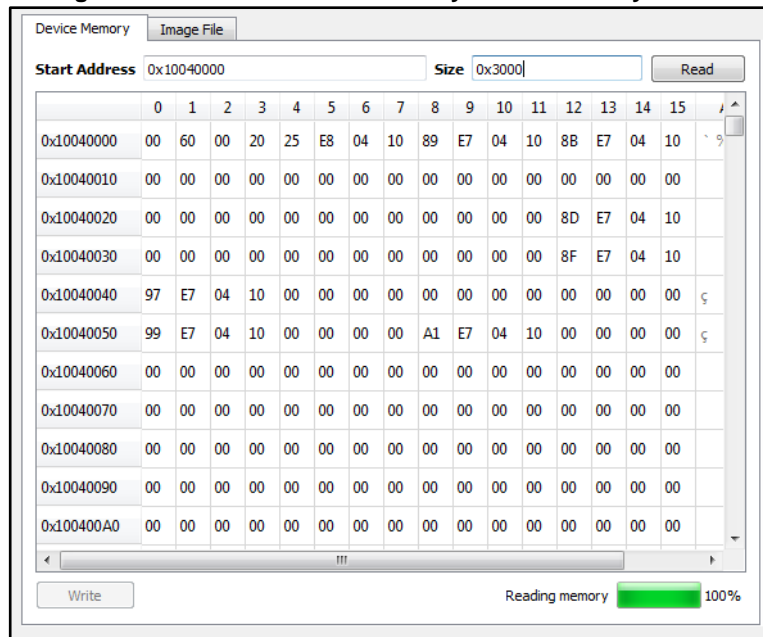 Device Memory Image File
Start Address 0x10040000 Size 0x3000 Read
0 1 2 3 4 5 6 7 8 9 10 11 12 13 14 15
0x10040000 00 60 00 20 25 E8 04 10 89 E7 04 10 8B E7 04 10 ` %
0x10040010 00 00 00 00 00 00 00 00 00 00 00 00 00 00 00 00
0x10040020 00 00 00 00 00 00 00 00 00 00 00 00 8D E7 04 10
0x10040030 00 00 00 00 00 00 00 00 00 00 00 00 8F E7 04 10
0x10040040 97 E7 04 10 00 00 00 00 00 00 00 00 00 00 00 00 ç
0x10040050 99 E7 04 10 00 00 00 00 A1 E7 04 10 00 00 00 00 ç
0x10040060 00 00 00 00 00 00 00 00 00 00 00 00 00 00 00 00
0x10040070 00 00 00 00 00 00 00 00 00 00 00 00 00 00 00 00
0x10040080 00 00 00 00 00 00 00 00 00 00 00 00 00 00 00 00
0x10040090 00 00 00 00 00 00 00 00 00 00 00 00 00 00 00 00
0x100400A0 00 00 00 00 00 00 00 00 00 00 00 00 00 00 00 00
Write Reading memory 100%